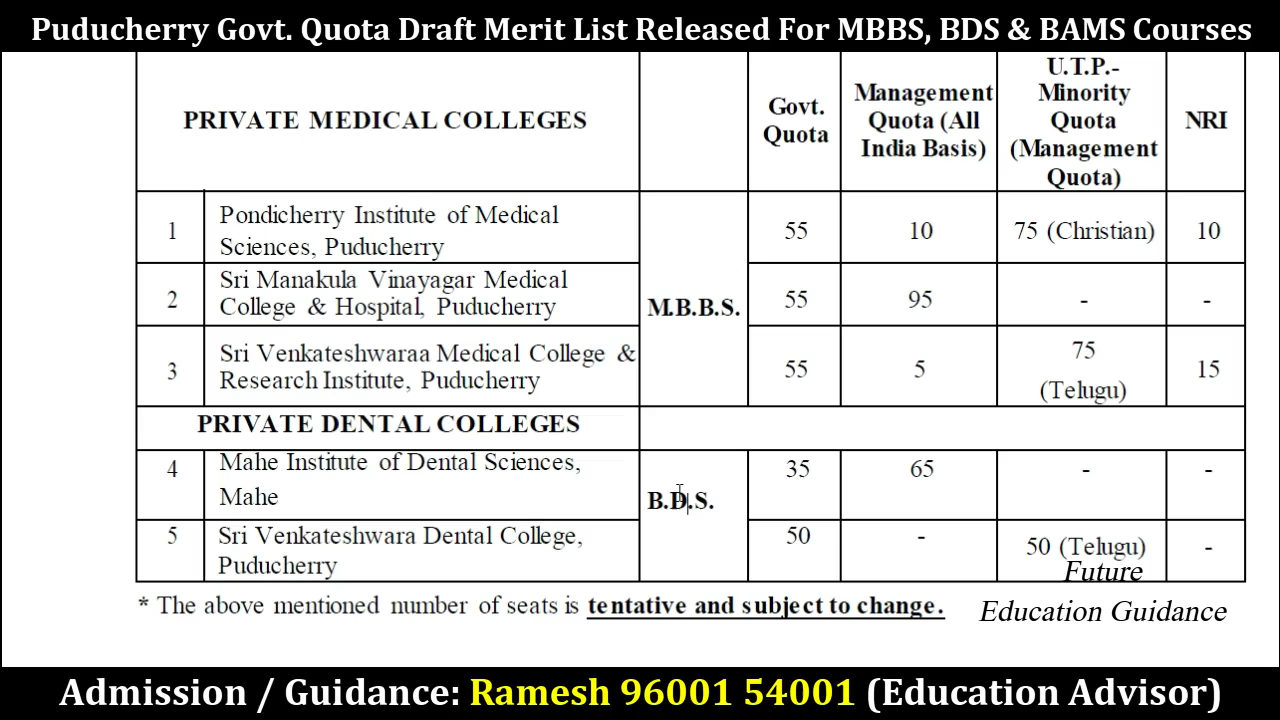 Puducherry Govt. Quota Draft Merit List Released For MBBS, BDS & BAMS Courses
PRIVATE MEDICAL COLLEGES
Govt.
Quota
Management
Quota (All
India Basis)
U.T.P.-
Minority
Quota
(Management
Quota)
NRI
1
Pondicherry Institute of Medical
Sciences, Puducherry
M.B.B.S.
55
10
75 (Christian)
10
2
Sri Manakula Vinayagar Medical
College & Hospital, Puducherry
55
95
-
-
3
Sri Venkateshwaraa Medical College &
Research Institute, Puducherry
55
5
75
(Telugu)
15
PRIVATE DENTAL COLLEGES
4
Mahe Institute of Dental Sciences,
Mahe
B.D.S.
35
65
-
-
5
Sri Venkateshwara Dental College,
Puducherry
50
-
50 (Telugu)
-
* The above mentioned number of seats is tentative and subject to change.
Future
Education Guidance
Admission / Guidance: Ramesh 96001 54001 (Education Advisor)